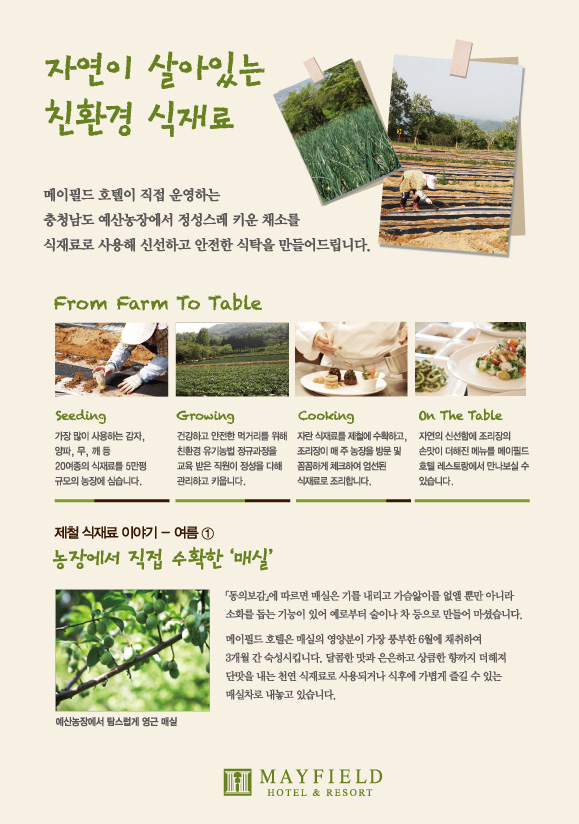 자연이 살아있는
친환경 식재료
메이필드 호텔이 직접 운영하는
충청남도 예산농장에서 정성스레 키운 채소를
식재료로 사용해 신선하고 안전한 식탁을 만들어드립니다.
From Farm To Table
Seeding
가장 많이 사용하는 감자,
양파, 무, 깨 등
20여종의 식재료를 5만평
규모의 농장에 심습니다.
Growing
건강하고 안전한 먹거리를 위해
친환경 유기농법 정규과정을
교육 받은 직원이 정성을 다해
관리하고 키웁니다.
Cooking
자란 식재료를 제철에 수확하고,
조리장이 매 주 농장을 방문 및
꼼꼼하게 체크하여 엄선된
식재료로 조리합니다.
On The Table
자연의 신선함에 조리장의
손맛이 더해진 메뉴를 메이필드
호텔 레스토랑에서 만나보실 수
있습니다.
제철 식재료 이야기 – 여름 ①
농장에서 직접 수확한 ‘매실’
「동의보감」에 따르면 매실은 기를 내리고 가슴앓이를 없앨 뿐만 아니라
소화를 돕는 기능이 있어 예로부터 술이나 차 등으로 만들어 마셨습니다.
메이필드 호텔은 매실의 영양분이 가장 풍부한 6월에 채취하여
3개월 간 숙성시킵니다. 달콤한 맛과 은은하고 상큼한 향까지 더해져
단맛을 내는 천연 식재료로 사용되거나 식후에 가볍게 즐길 수 있는
매실차로 내놓고 있습니다.
예산농장에서 탐스럽게 영근 매실
MAYFIELD
HOTEL & RESORT